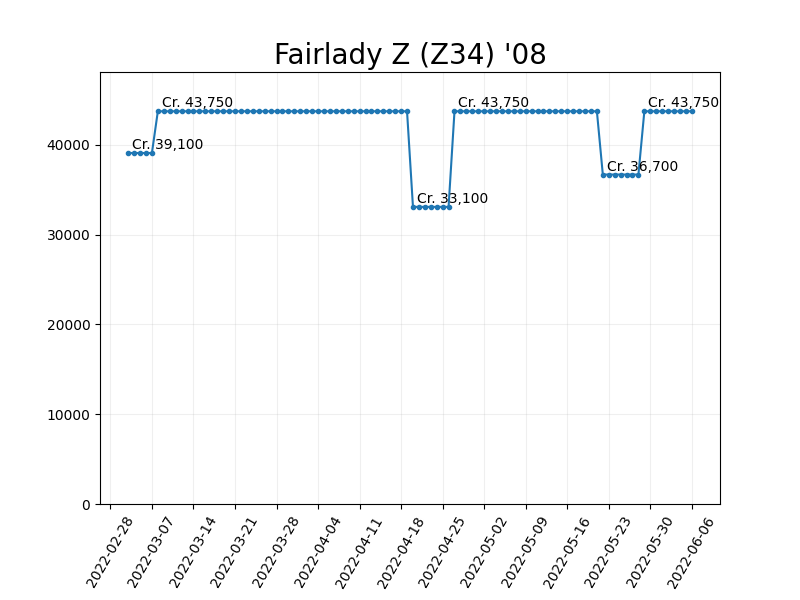 Fairlady Z (Z34) '08
Cr. 43,750
Cr. 43,750
Cr. 43,750
Cr. 39,100
Cr. 36,700
Cr. 33,100
40000
30000
20000
10000
0
2022-02-28
2022-03-07
2022-03-14
2022-03-21
2022-03-28
2022-04-04
2022-04-11
2022-04-18
2022-04-25
2022-05-02
2022-05-09
2022-05-16
2022-05-23
2022-05-30
2022-06-06